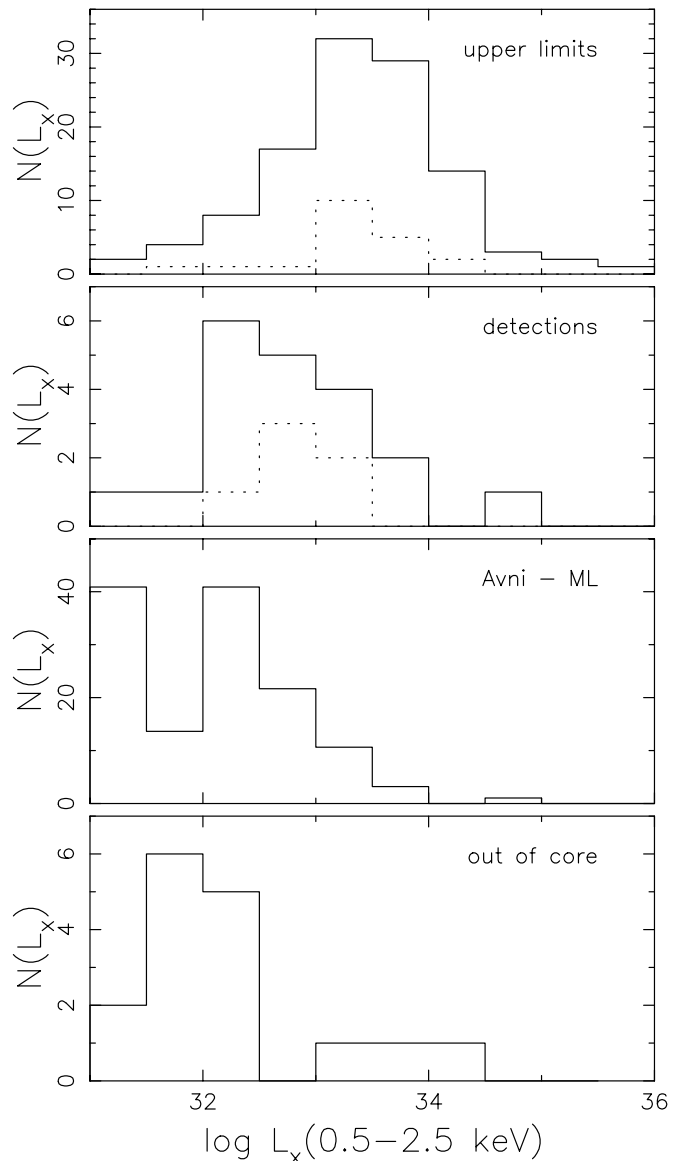 upper limits
N(L_x)
30
20
10
0
detections
N(L_x)
6
4
2
0
Avni − ML
N(L_x)
40
20
0
out of core
N(L_x)
6
4
2
0
32 34 36
log L_x(0.5−2.5 keV)